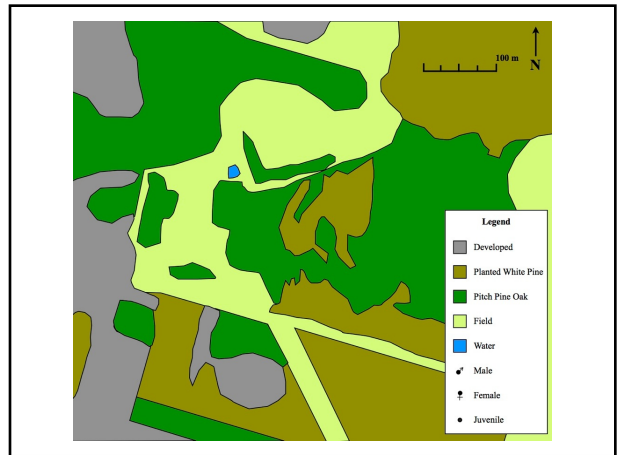 100 m
N
Legend
Developed
Planted White Pine
Pitch Pine Oak
Field
Water
Male
Female
Juvenile